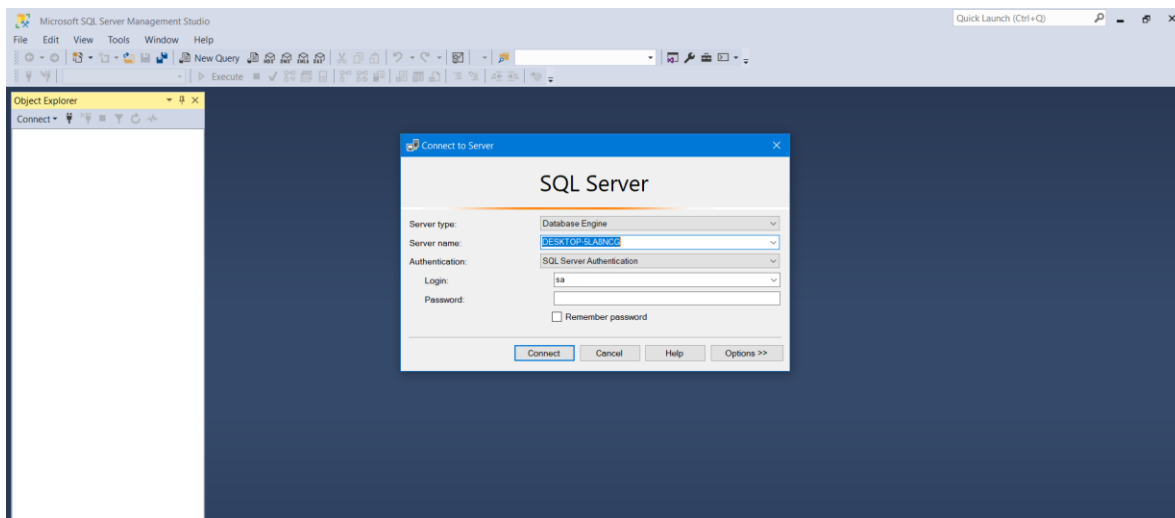 Microsoft SQL Server Management Studio
Quick Launch (Ctrl+Q)
File Edit View Tools Window Help
New Query
Execute
Object Explorer
Connect
Connect to Server
SQL Server
Server type: Database Engine
Server name: DESKTOP-5LA8NCG
Authentication: SQL Server Authentication
Login: sa
Password:
Remember password
Connect Cancel Help Options >>